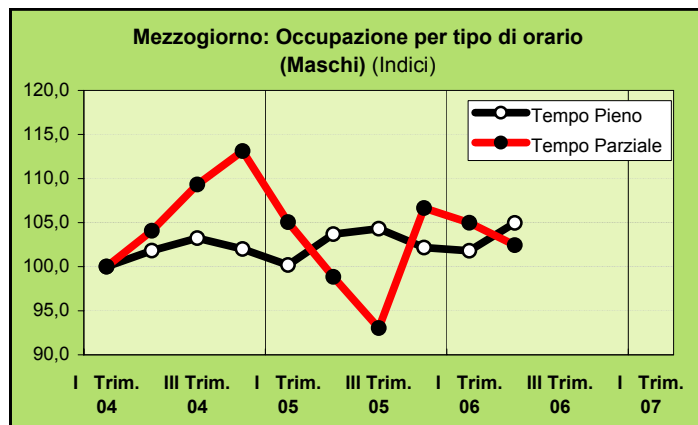 Mezzogiorno: Occupazione per tipo di orario
(Maschi) (Indici)
120,0
115,0
110,0
105,0
100,0
95,0
90,0
Tempo Pieno
Tempo Parziale
I Trim. III Trim. I Trim. III Trim. I Trim. III Trim. I Trim.
04 04 05 05 06 06 07